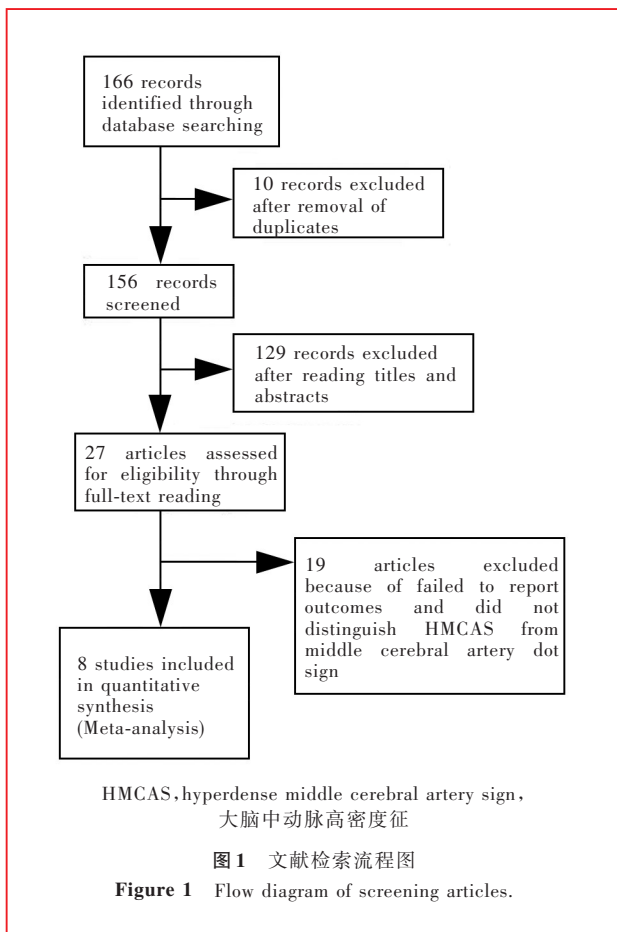 166 records
identified through
database searching
10 records excluded
after removal of
duplicates
156 records
screened
129 records excluded
after reading titles and
abstracts
27 articles assessed
for eligibility through
full-text reading
19 articles excluded
because of failed to report
outcomes and did not
distinguish HMCAS from
middle cerebral artery dot
sign
8 studies included
in quantitative
synthesis
(Meta-analysis)
HMCAS,hyperdense middle cerebral artery sign,
大脑中动脉高密度征
图1 文献检索流程图
Figure 1 Flow diagram of screening articles.